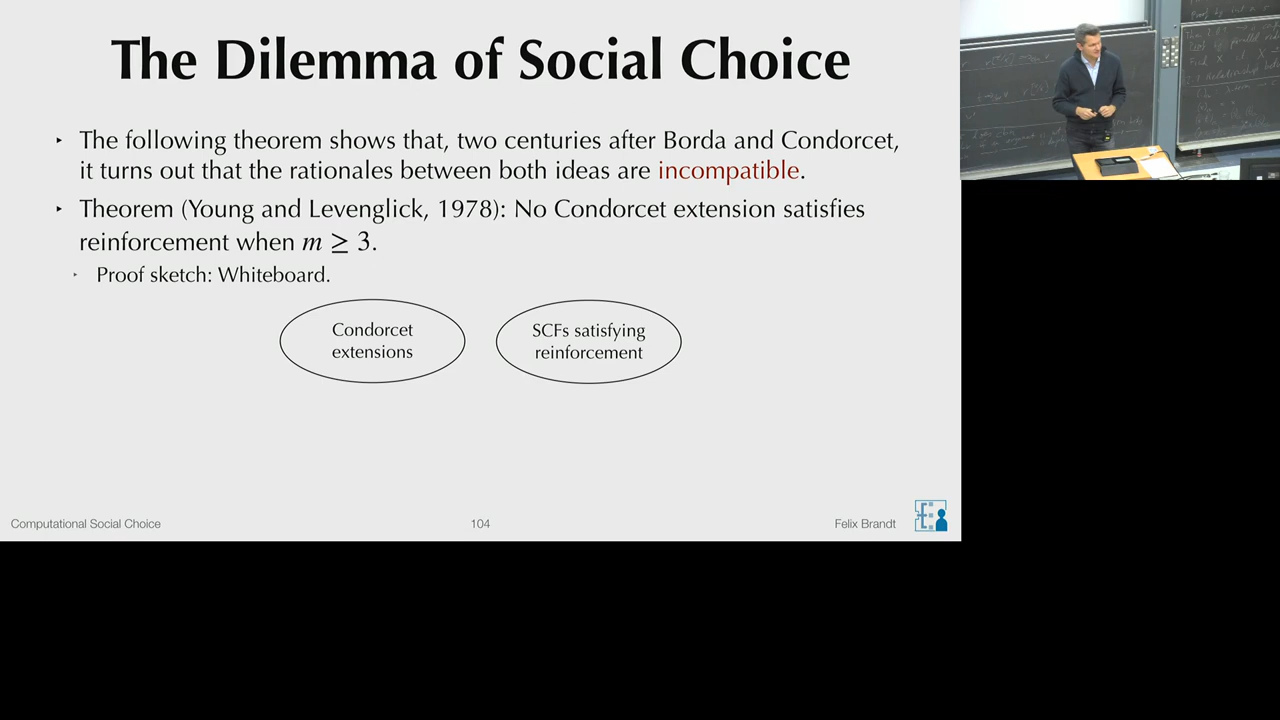 The Dilemma of Social Choice
‣ The following theorem shows that, two centuries after Borda and Condorcet,
it turns out that the rationales between both ideas are incompatible.
‣ Theorem (Young and Levenglick, 1978): No Condorcet extension satisfies
reinforcement when m ≥ 3.
‣ Proof sketch: Whiteboard.
Condorcet
extensions
SCFs satisfying
reinforcement
Computational Social Choice
104
Felix Brandt